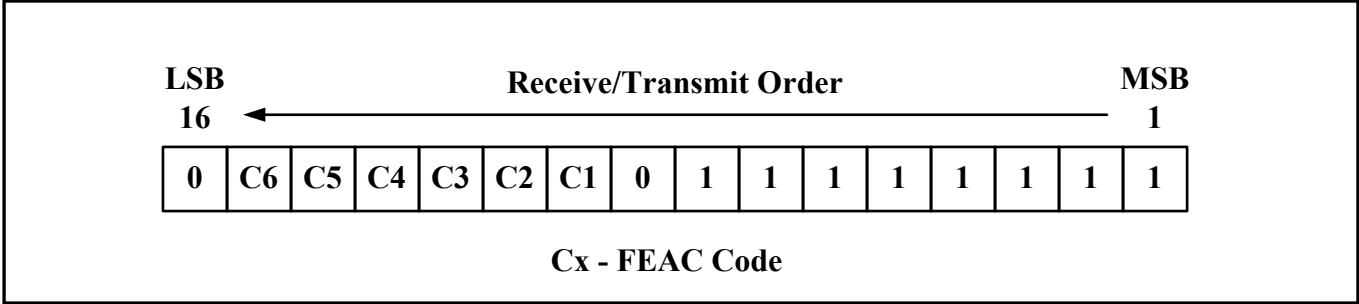 LSB Receive/Transmit Order MSB
16 1
0 C6 C5 C4 C3 C2 C1 0 1 1 1 1 1 1 1 1
Cx - FEAC Code